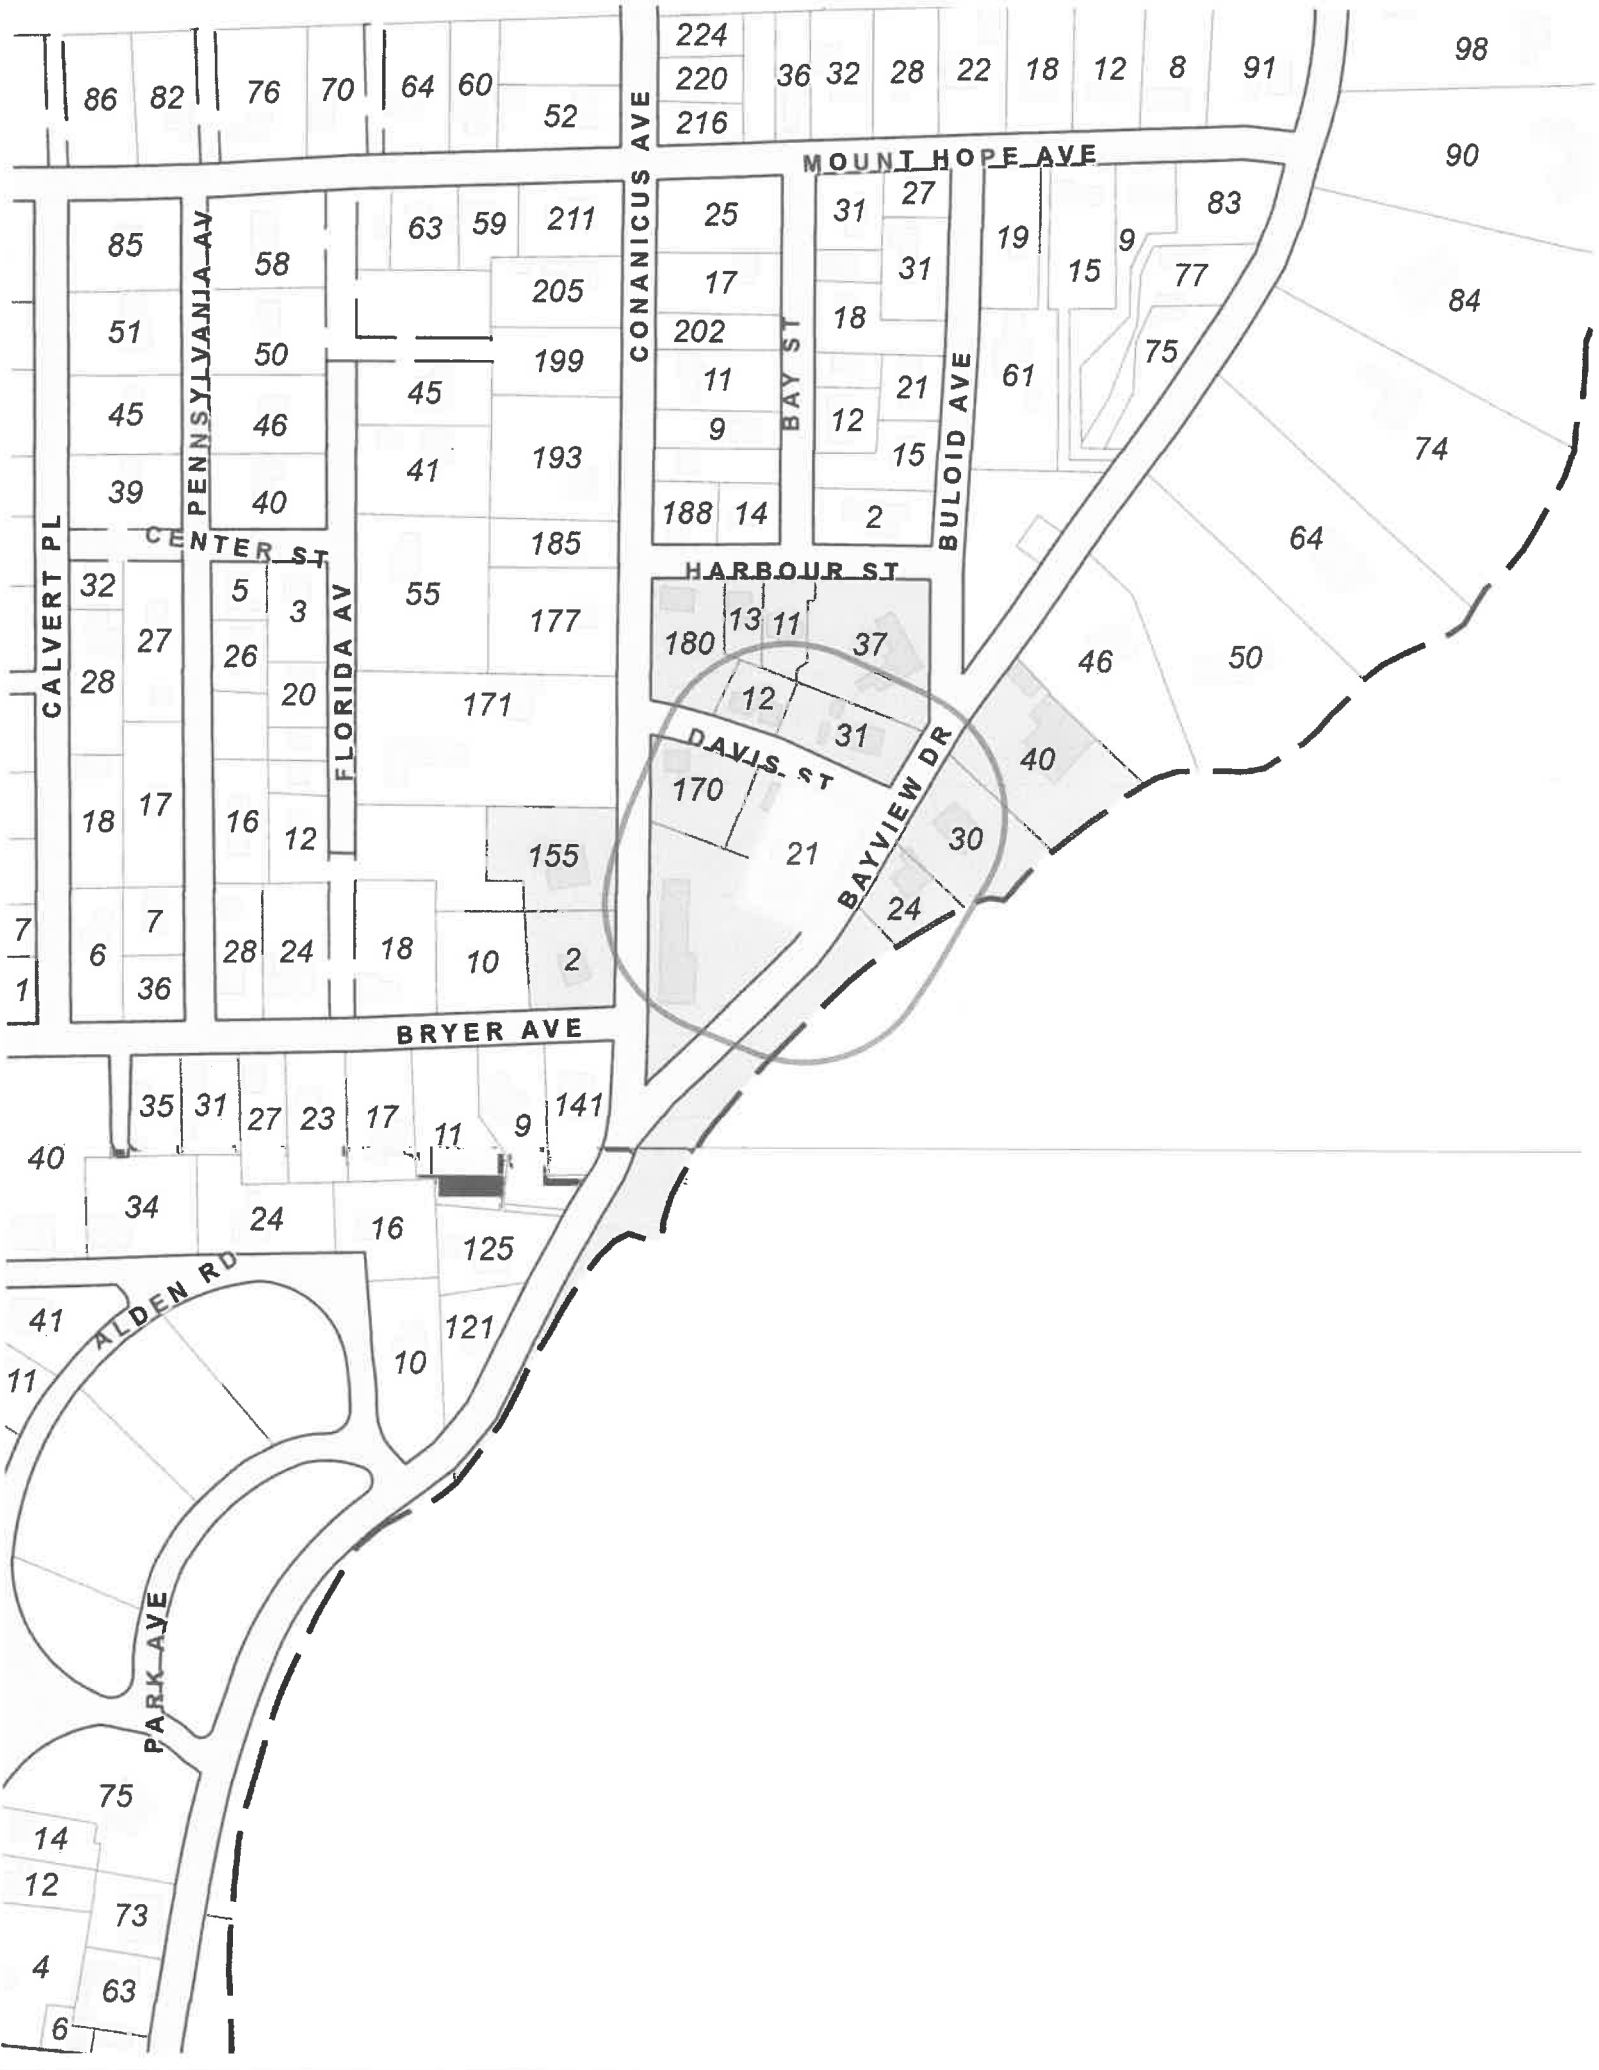 224
220 36 32 28 22 18 12 8 91 98
86 82 76 70 64 60 52 216
MOUNT HOPE AVE 90
CONANICUS AVE
85 58 63 59 211 25 31 27 19 15 9 83
PENNSYLVANIA AV
205 17 31 77 84
51 50 199 202 18 75
45 11 21 61
BAY ST
BULOID AVE
45 46 41 193 9 12 15 74
39 40 188 14 2 64
CENTER ST 185
HARBOUR ST
CALVERT PL
32 5 3 55 177 180 13 11 37
FLORIDA AV
27 26 46 50
28 20 171 12 31
DAVIS ST
40
170
BAYVIEW DR
18 17 16 12 155 21 30
24
7 6 7 28 24 18 10 2
1 36
BRYER AVE
35 31 27 23 17 11 9 141
40
34 24 16 125
ALDEN RD
41 121
11 10
PARK AVE
75
14
12
73
4
63
6